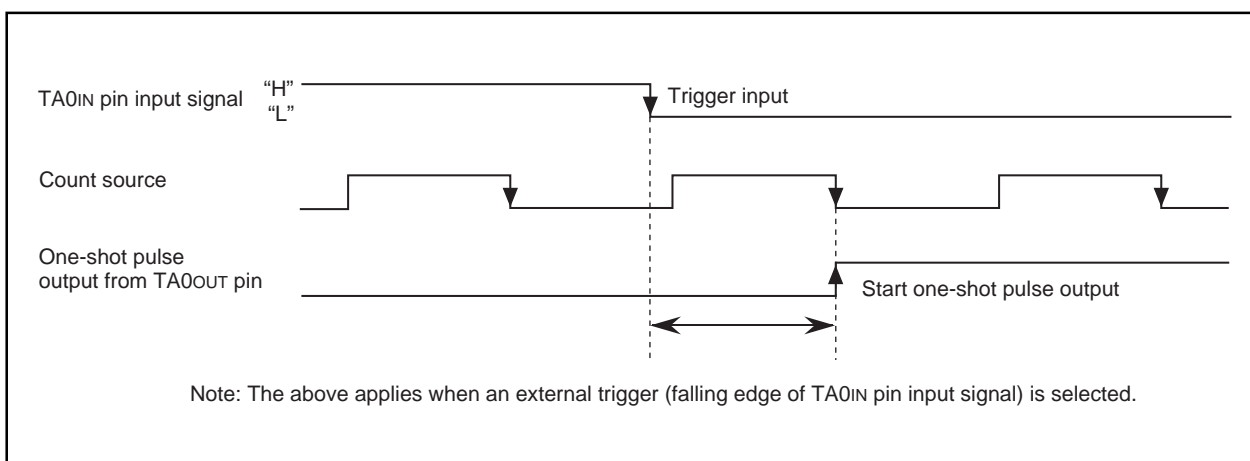 TA0IN pin input signal
“H”
“L”
Trigger input
Count source
One-shot pulse
output from TA0OUT pin
Start one-shot pulse output
Note: The above applies when an external trigger (falling edge of TA0IN pin input signal) is selected.